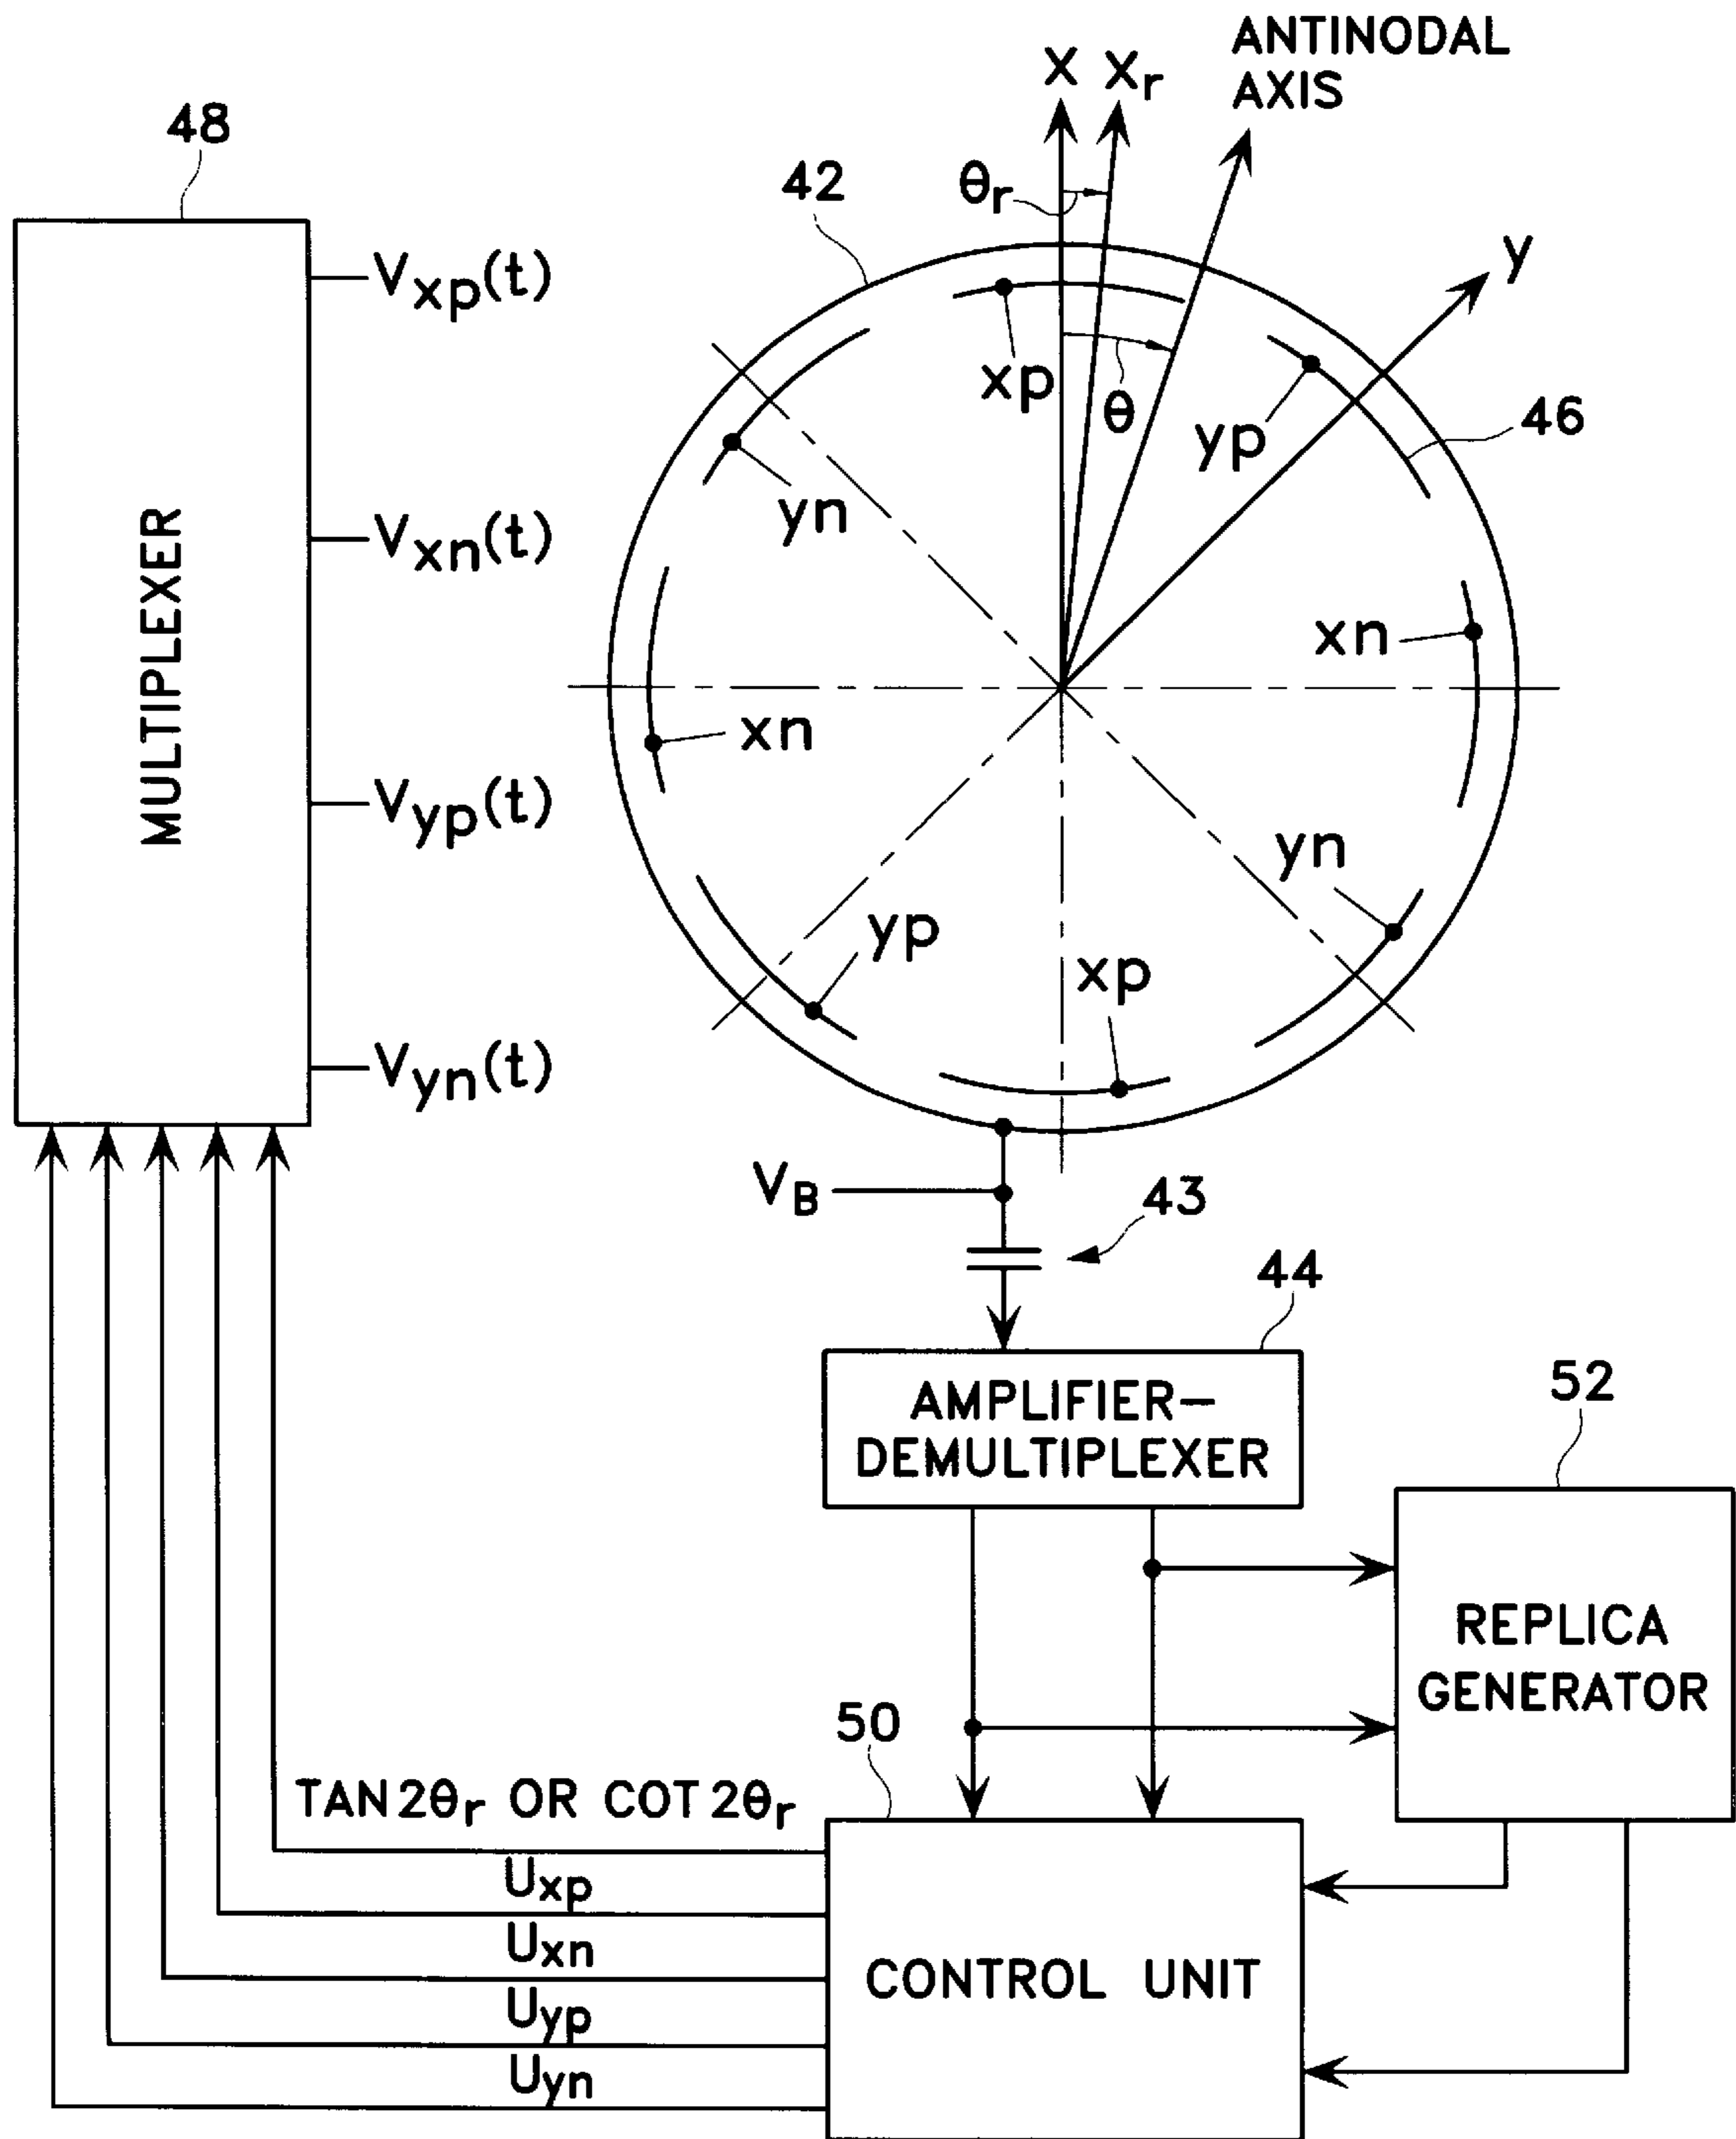 ANTINODAL
AXIS
x
xr
48
42
θr
y
Vxp(t)
xp
θ
yp
46
yn
MULTIPLEXER
Vxn(t)
xn
xn
Vyp(t)
yn
yp
xp
Vyn(t)
VB
43
44
AMPLIFIER–
DEMULTIPLEXER
52
REPLICA
GENERATOR
50
TAN 2θr OR COT 2θr
Uxp
Uxn
CONTROL UNIT
Uyp
Uyn